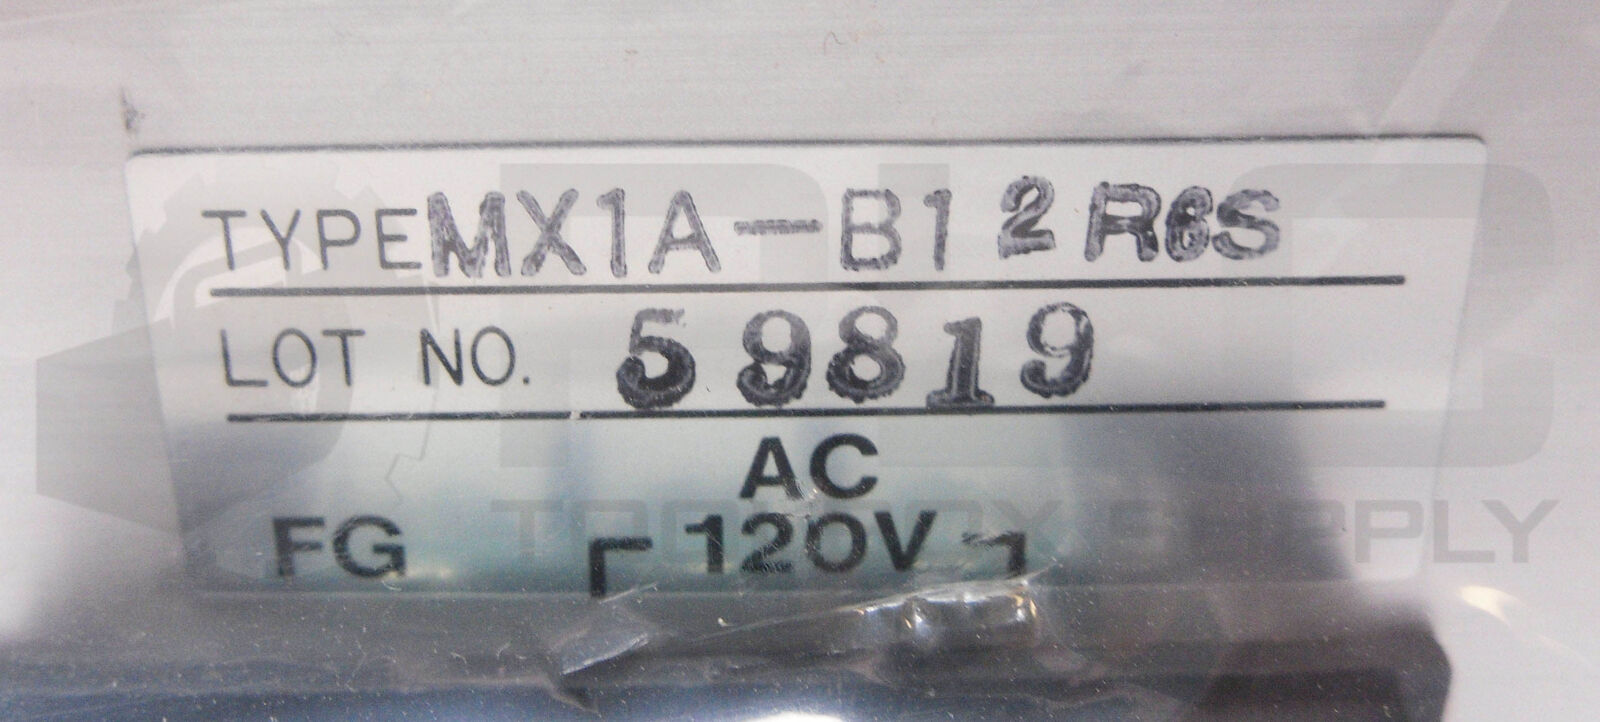 TYPE MX1A-B12R6S
LOT NO. 59819
AC
FG 120V